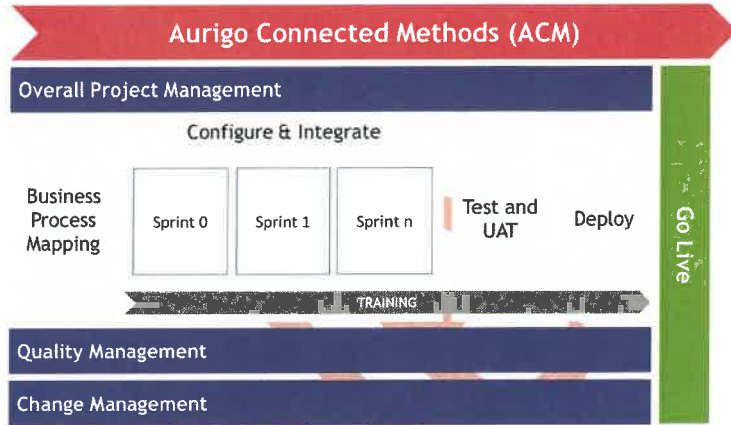 Aurigo Connected Methods (ACM)
Overall Project Management
Configure & Integrate
Business
Process
Mapping
Sprint 0
Sprint 1
Sprint n
Test and
UAT
Deploy
Go Live
TRAINING
Quality Management
Change Management